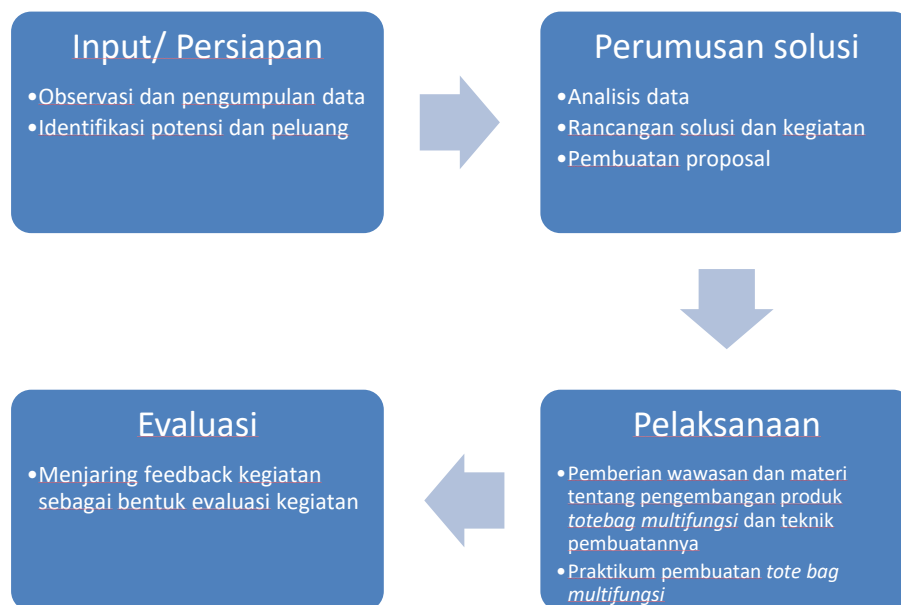 Input/ Persiapan
•Observasi dan pengumpulan data
•Identifikasi potensi dan peluang
Perumusan solusi
•Analisis data
•Rancangan solusi dan kegiatan
•Pembuatan proposal
Pelaksanaan
•Pemberian wawasan dan materi
tentang pengembangan produk
totebag multifungsi dan teknik
pembuatannya
•Praktikum pembuatan tote bag
multifungsi
Evaluasi
•Menjaring feedback kegiatan
sebagai bentuk evaluasi kegiatan